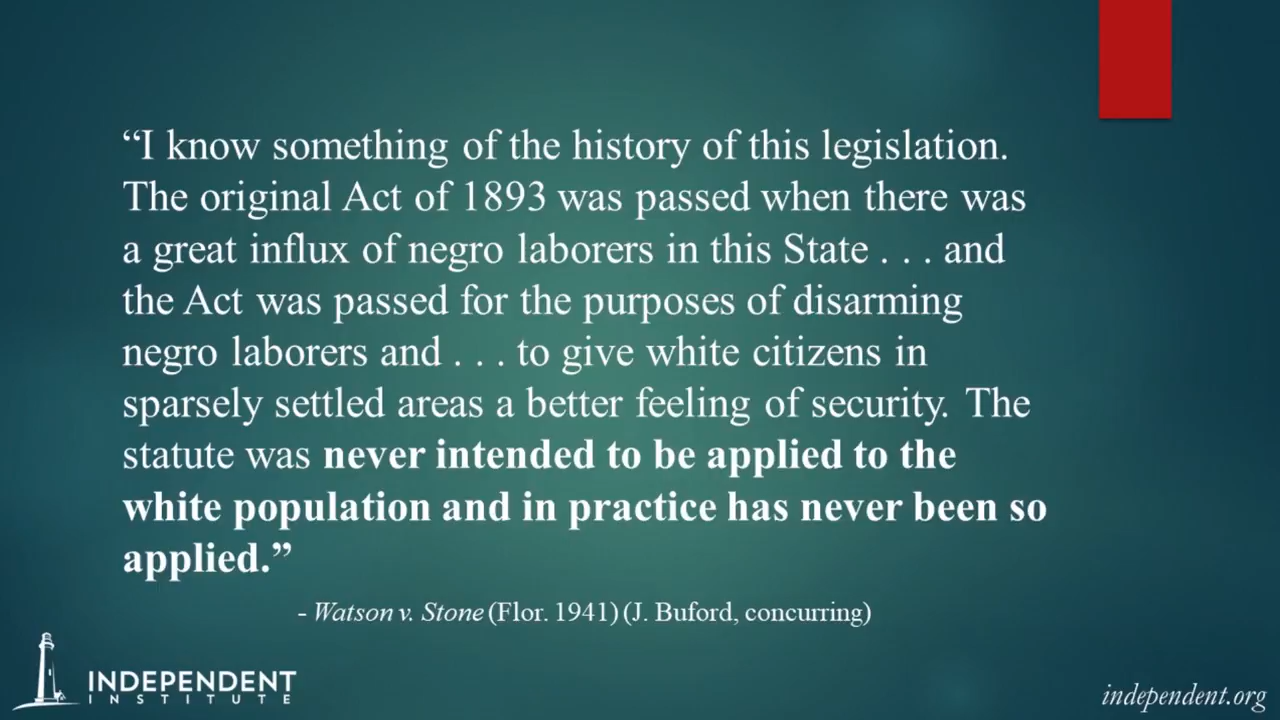 “I know something of the history of this legislation.
The original Act of 1893 was passed when there was
a great influx of negro laborers in this State . . . and
the Act was passed for the purposes of disarming
negro laborers and . . . to give white citizens in
sparsely settled areas a better feeling of security. The
statute was never intended to be applied to the
white population and in practice has never been so
applied.”
- Watson v. Stone (Flor. 1941) (J. Buford, concurring)
INDEPENDENT
INSTITUTE
independent.org